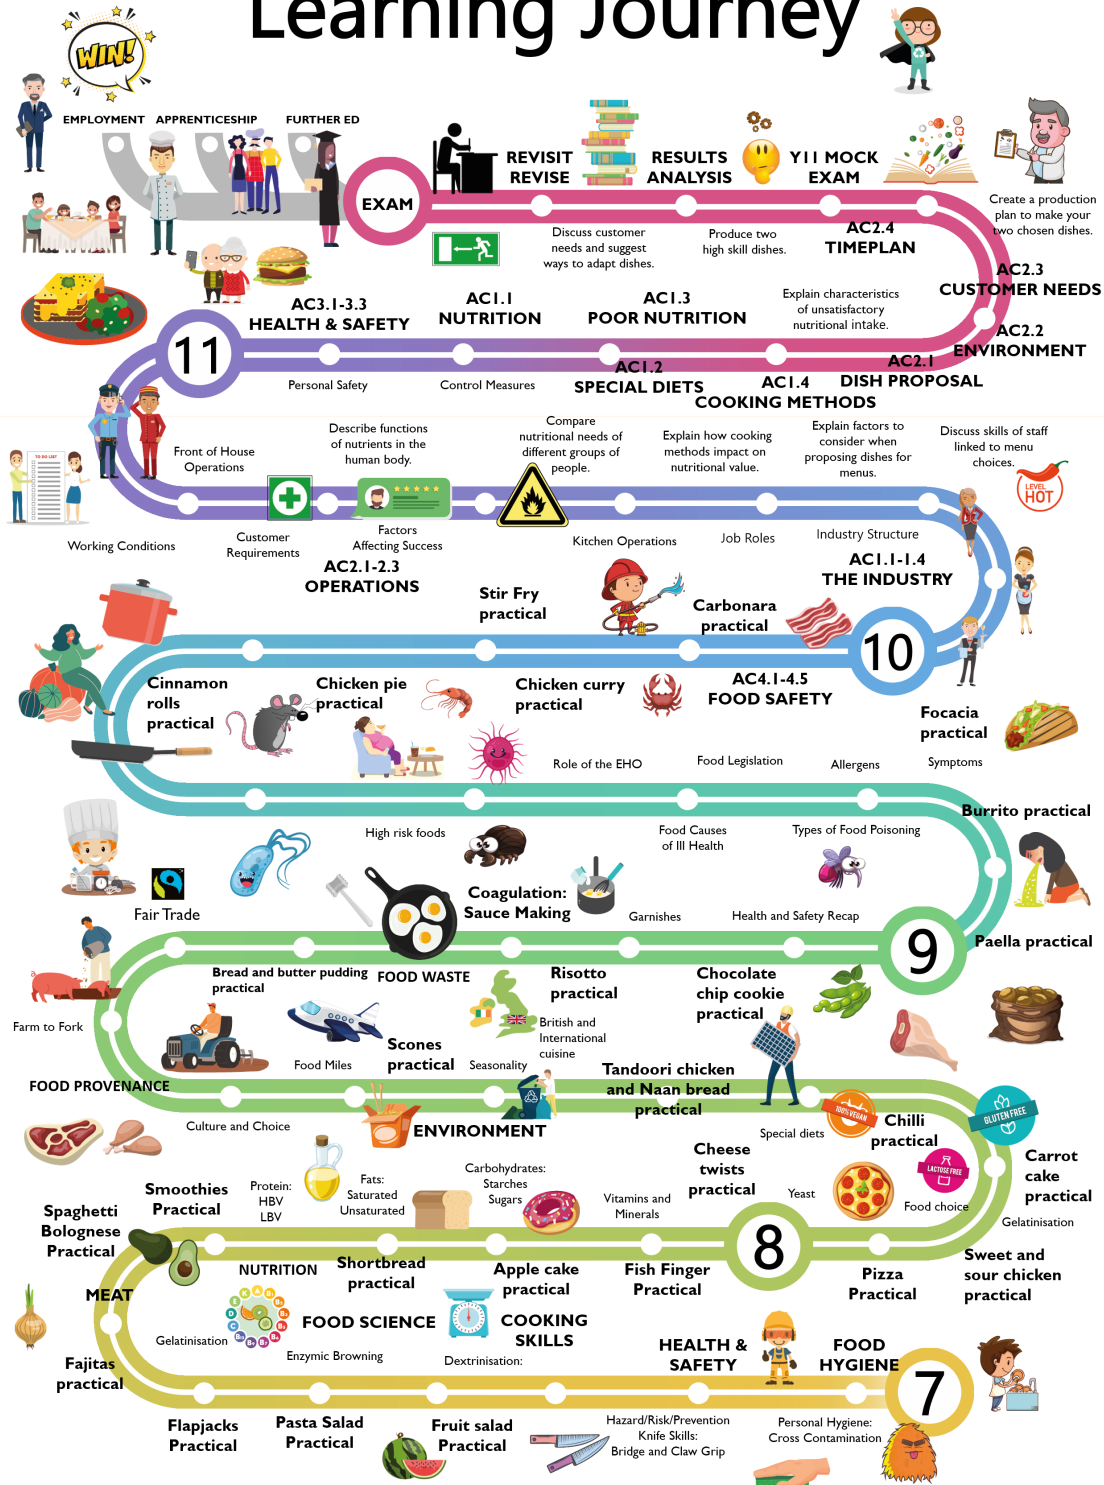 Learning Journey
WIN!
EMPLOYMENT
APPRENTICESHIP
FURTHER ED
EXAM
REVISIT
REVISE
RESULTS
ANALYSIS
Y11 MOCK
EXAM
Create a production
plan to make your
two chosen dishes.
Discuss customer
needs and suggest
ways to adapt dishes.
Produce two
high skill dishes.
AC2.4
TIMEPLAN
AC2.3
CUSTOMER NEEDS
AC3.1-3.3
HEALTH & SAFETY
AC1.1
NUTRITION
AC1.3
POOR NUTRITION
Explain characteristics
of unsatisfactory
nutritional intake.
AC2.2
ENVIRONMENT
11
Personal Safety
Control Measures
AC1.2
SPECIAL DIETS
AC1.4
COOKING METHODS
AC2.1
DISH PROPOSAL
Front of House
Operations
Describe functions
of nutrients in the
human body.
Compare
nutritional needs of
different groups of
people.
Explain how cooking
methods impact on
nutritional value.
Explain factors to
consider when
proposing dishes for
menus.
Discuss skills of staff
linked to menu
choices.
TO DO LIST
LEVEL
HOT
Working Conditions
Customer
Requirements
Factors
Affecting Success
Kitchen Operations
Job Roles
Industry Structure
AC2.1-2.3
OPERATIONS
AC1.1-1.4
THE INDUSTRY
Stir Fry
practical
Carbonara
practical
10
Cinnamon
rolls
practical
Chicken pie
practical
Chicken curry
practical
AC4.1-4.5
FOOD SAFETY
Focacia
practical
Role of the EHO
Food Legislation
Allergens
Symptoms
Burrito practical
High risk foods
Food Causes
of Ill Health
Types of Food Poisoning
Fair Trade
Coagulation:
Sauce Making
Garnishes
Health and Safety Recap
9
Paella practical
Bread and butter pudding
practical
FOOD WASTE
Risotto
practical
Chocolate
chip cookie
practical
Farm to Fork
Food Miles
Scones
practical
Seasonality
British and
International
cuisine
Tandoori chicken
and Naan bread
practical
FOOD PROVENANCE
Culture and Choice
ENVIRONMENT
Special diets
100% VEGAN
Chilli
practical
GLUTEN FREE
Cheese
twists
practical
LACTOSE FREE
Carrot
cake
practical
Smoothies
Practical
Protein:
HBV
LBV
Fats:
Saturated
Unsaturated
Carbohydrates:
Starches
Sugars
Vitamins and
Minerals
Yeast
Food choice
Gelatinisation
Spaghetti
Bolognese
Practical
8
NUTRITION
Shortbread
practical
Apple cake
practical
Fish Finger
Practical
Pizza
Practical
Sweet and
sour chicken
practical
MEAT
Gelatinisation
FOOD SCIENCE
COOKING
SKILLS
Enzymic Browning
Dextrinisation:
HEALTH &
SAFETY
FOOD
HYGIENE
7
Fajitas
practical
Flapjacks
Practical
Pasta Salad
Practical
Fruit salad
Practical
Hazard/Risk/Prevention
Knife Skills:
Bridge and Claw Grip
Personal Hygiene:
Cross Contamination